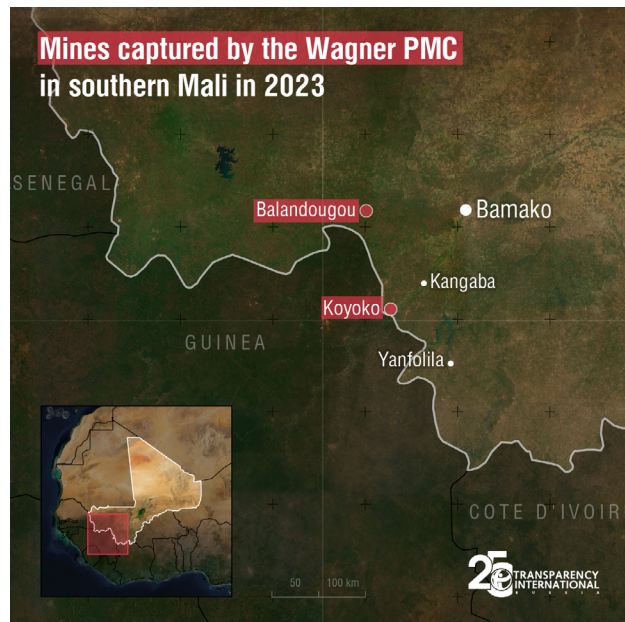 Mines captured by the Wagner PMC
in southern Mali in 2023
SENEGAL
Balandougou
Bamako
Kangaba
Koyoko
GUINEA
Yanfolila
COTE D'IVOIR
50 100 km
25 TRANSPARENCY
INTERNATIONAL
RUSSIA